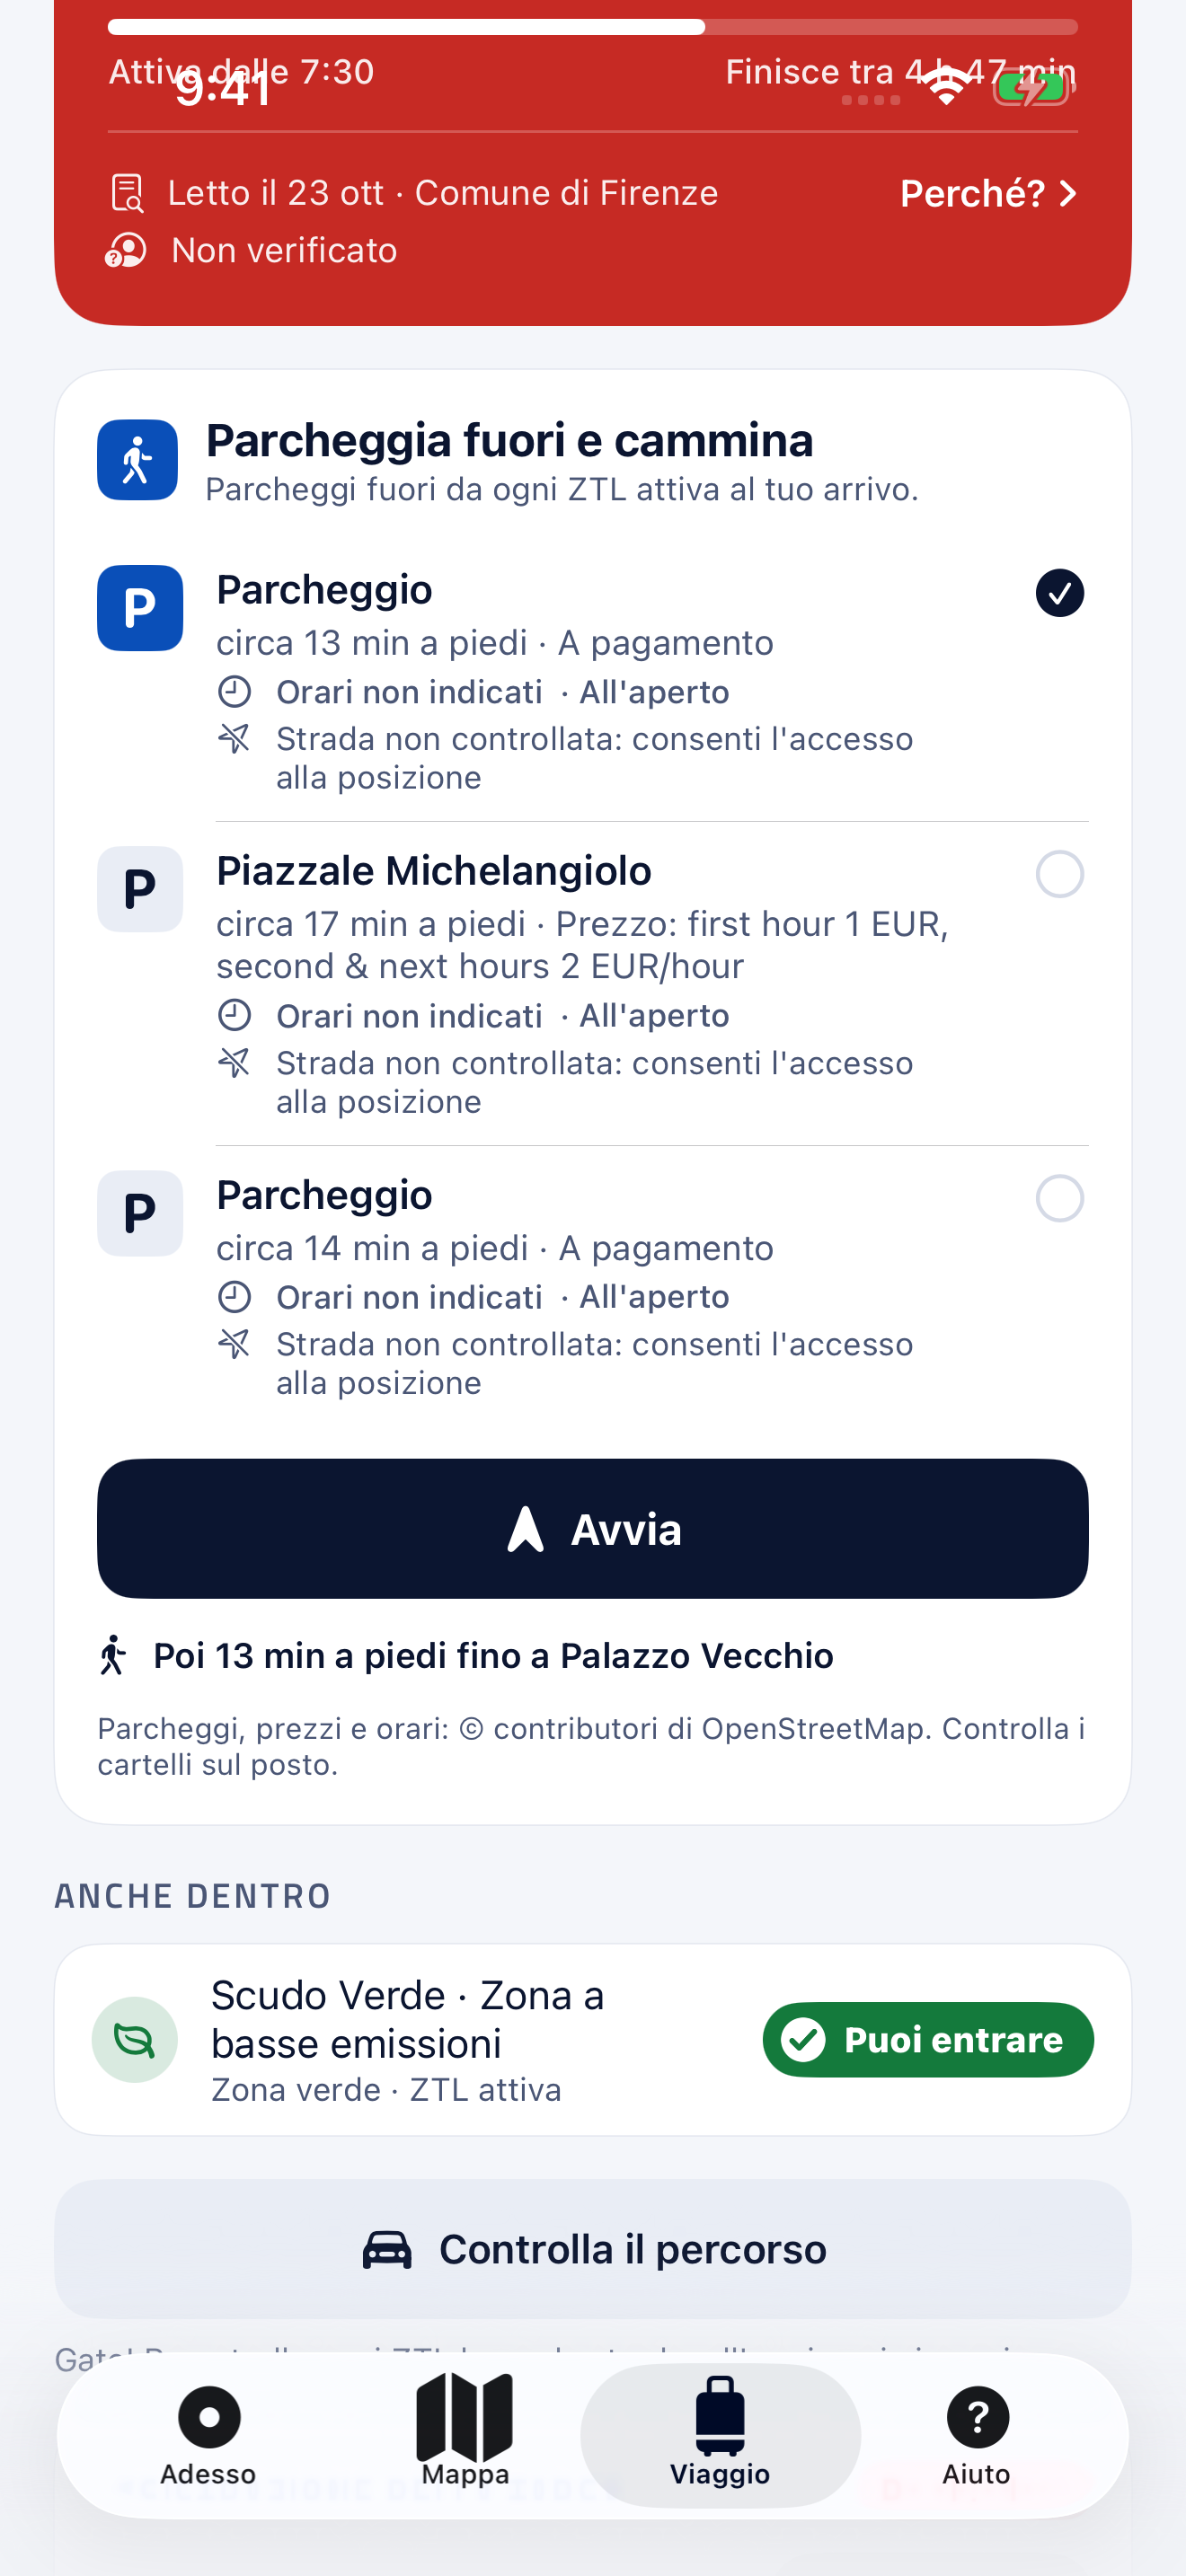 Attiva dalle 7:30
Finisce tra 4 h 47 min
9:41
Letto il 23 ott · Comune di Firenze
Perché?
Non verificato
Parcheggia fuori e cammina
Parcheggi fuori da ogni ZTL attiva al tuo arrivo.
P
Parcheggio
circa 13 min a piedi · A pagamento
Orari non indicati · All'aperto
Strada non controllata: consenti l'accesso
alla posizione
P
Piazzale Michelangiolo
circa 17 min a piedi · Prezzo: first hour 1 EUR,
second & next hours 2 EUR/hour
Orari non indicati · All'aperto
Strada non controllata: consenti l'accesso
alla posizione
P
Parcheggio
circa 14 min a piedi · A pagamento
Orari non indicati · All'aperto
Strada non controllata: consenti l'accesso
alla posizione
Avvia
Poi 13 min a piedi fino a Palazzo Vecchio
Parcheggi, prezzi e orari: © contributori di OpenStreetMap. Controlla i
cartelli sul posto.
ANCHE DENTRO
Scudo Verde · Zona a
basse emissioni
Zona verde · ZTL attiva
Puoi entrare
Controlla il percorso
Adesso
Mappa
Viaggio
?
Aiuto